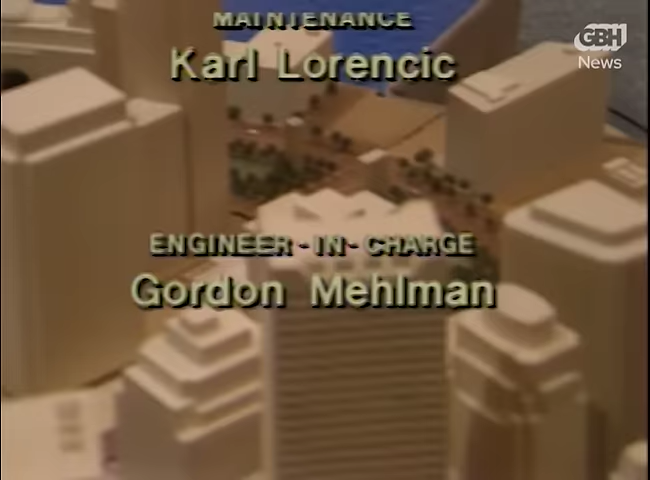 MAINTENANCE
Karl Lorencic
GBH
News
ENGINEER-IN-CHARGE
Gordon Mehlman